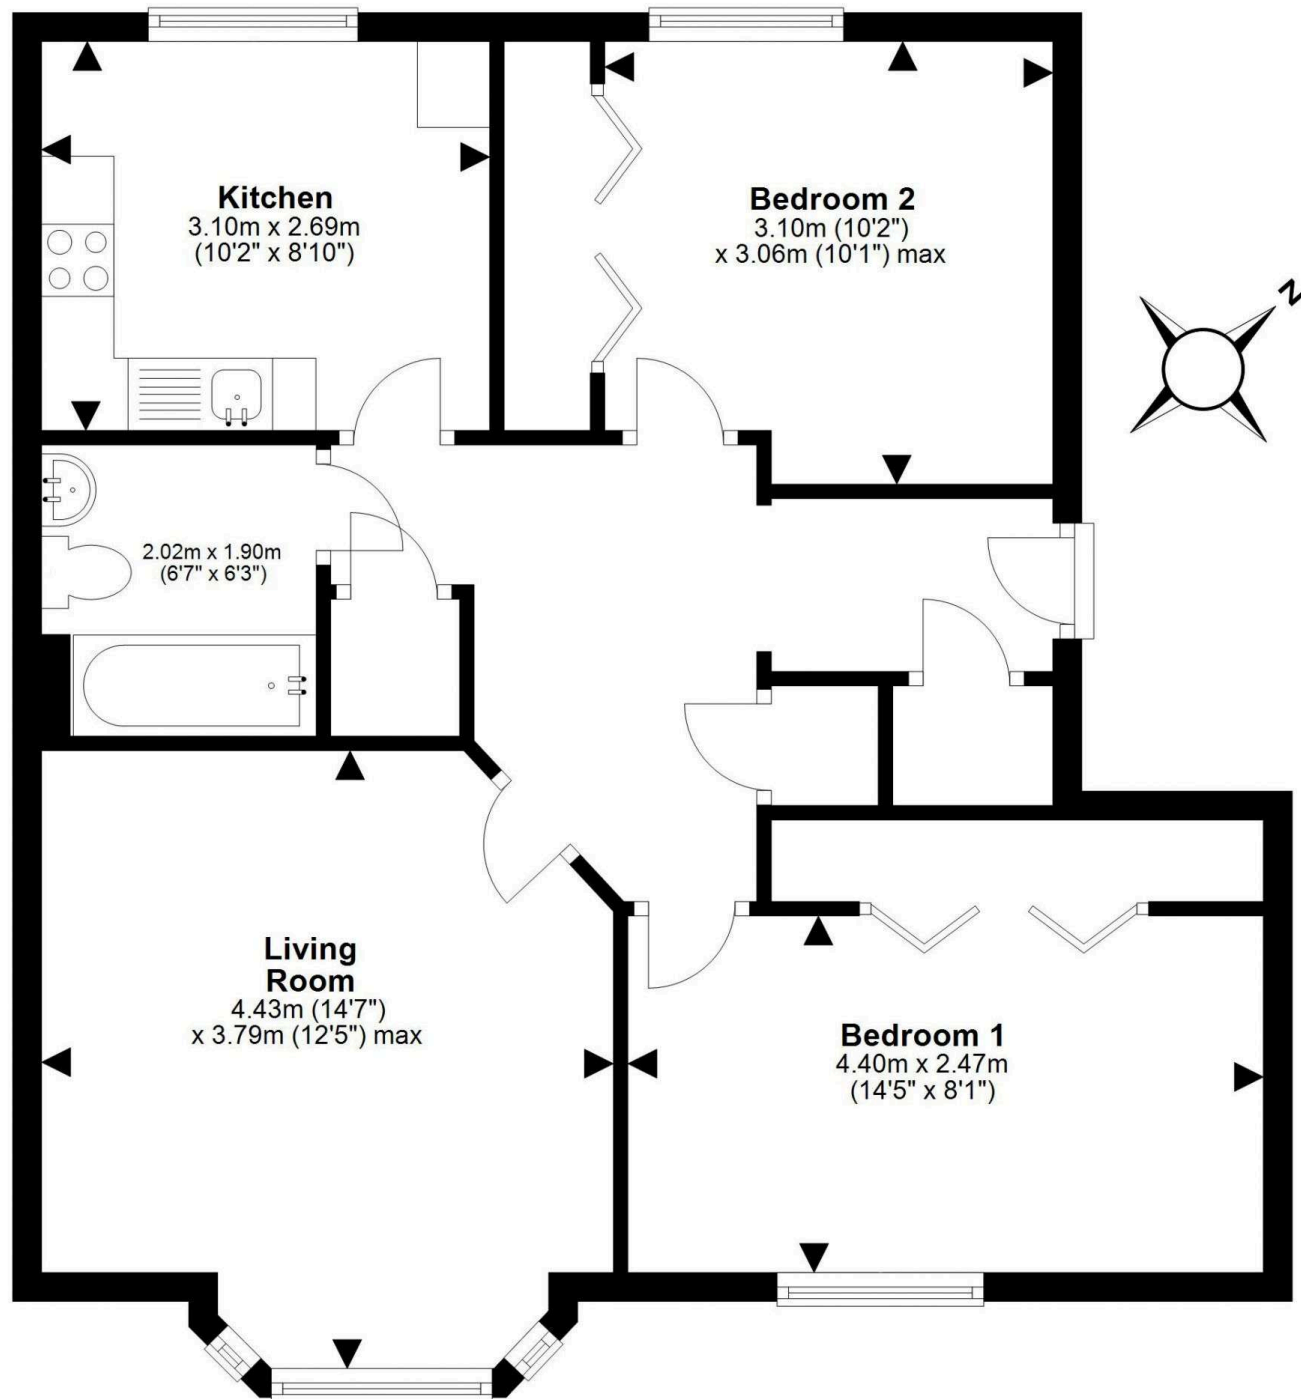 Kitchen
3.10m x 2.69m
(10'2" x 8'10")
Bedroom 2
3.10m (10'2")
x 3.06m (10'1") max
N
2.02m x 1.90m
(6'7" x 6'3")
Living
Room
4.43m (14'7")
x 3.79m (12'5") max
Bedroom 1
4.40m x 2.47m
(14'5" x 8'1")